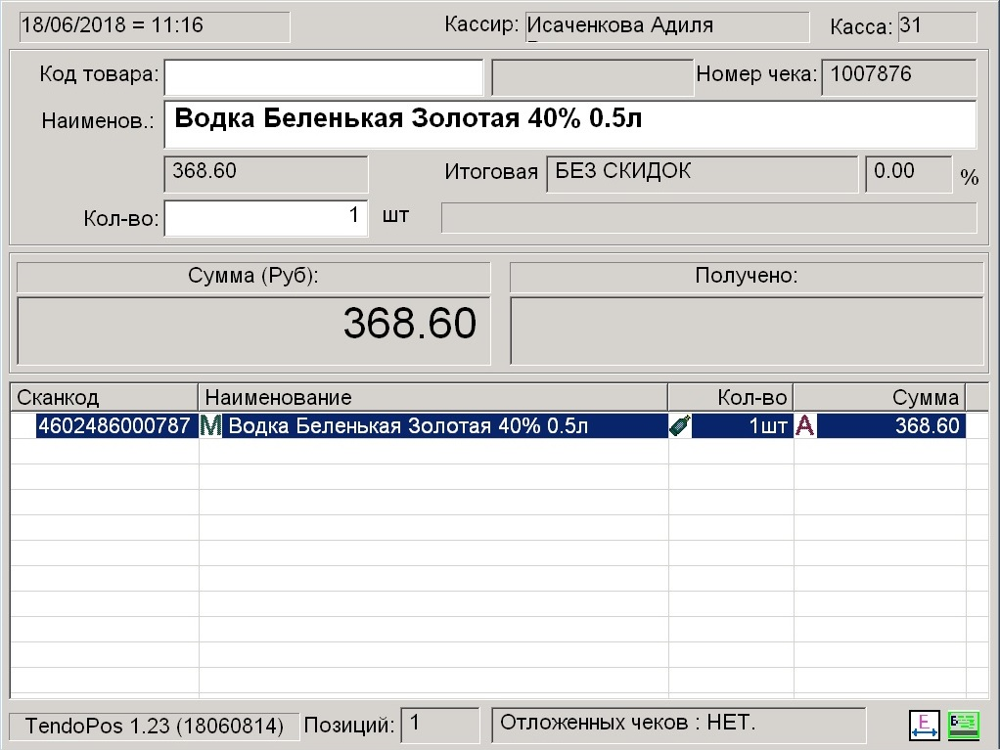 18/06/2018 = 11:16 Кассир: Исаченкова Адиля Касса: 31
Код товара: Номер чека: 1007876
Наименов.: Водка Беленькая Золотая 40% 0.5л
368.60 Итоговая БЕЗ СКИДОК 0.00 %
Кол-во: 1 шт
Сумма (Руб): Получено:
368.60
Сканкод Наименование Кол-во Сумма
4602486000787 М Водка Беленькая Золотая 40% 0.5л 1шт А 368.60
TendoPos 1.23 (18060814) Позиций: 1 Отложенных чеков : НЕТ. E